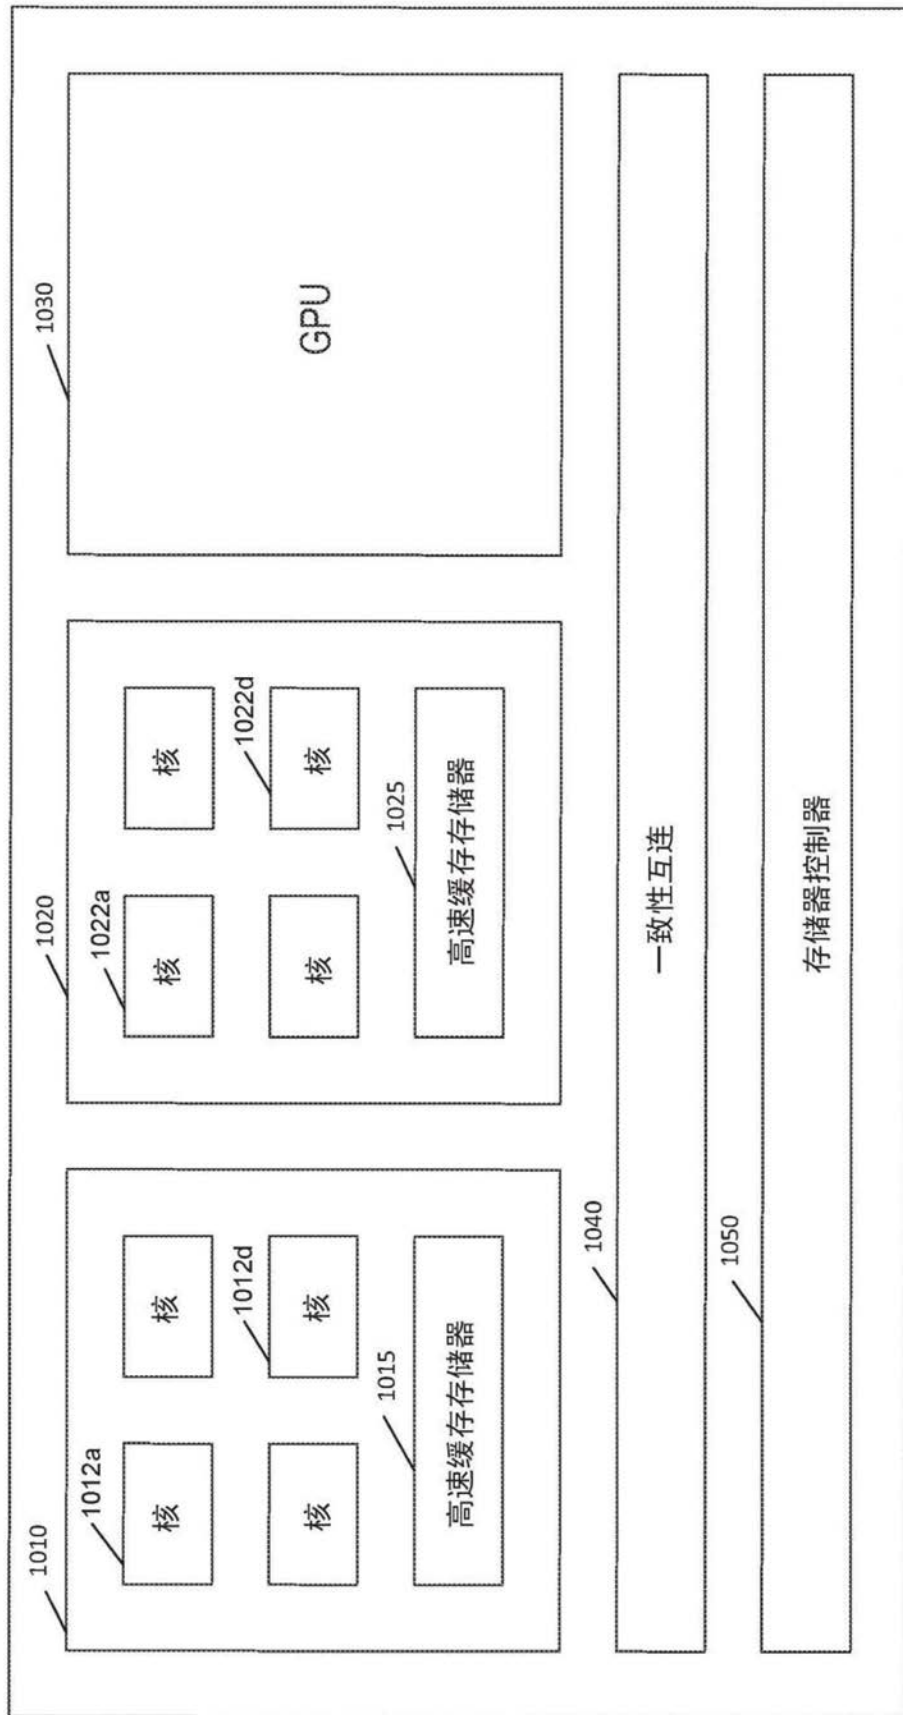 1010
1012a
核
核
核
1012d
核
1015
高速缓存存储器
1020
1022a
核
核
核
1022d
核
1025
高速缓存存储器
1030
GPU
1040
一致性互连
1050
存储器控制器